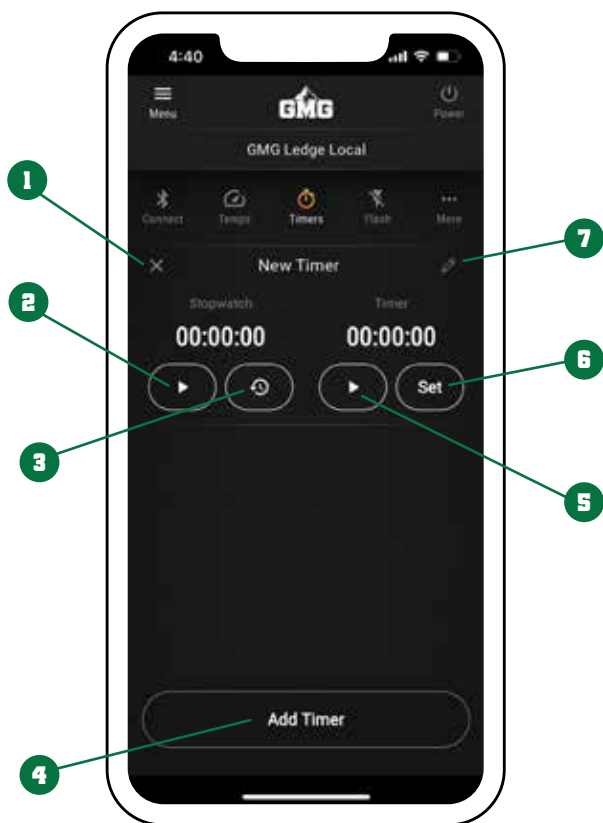 4:40
Menu
GMG
Power
GMG Ledge Local
Connect
Temps
Timers
Flash
More
1
New Timer
7
Stopwatch
Timer
2
00:00:00
00:00:00
6
Set
3
5
Add Timer
4